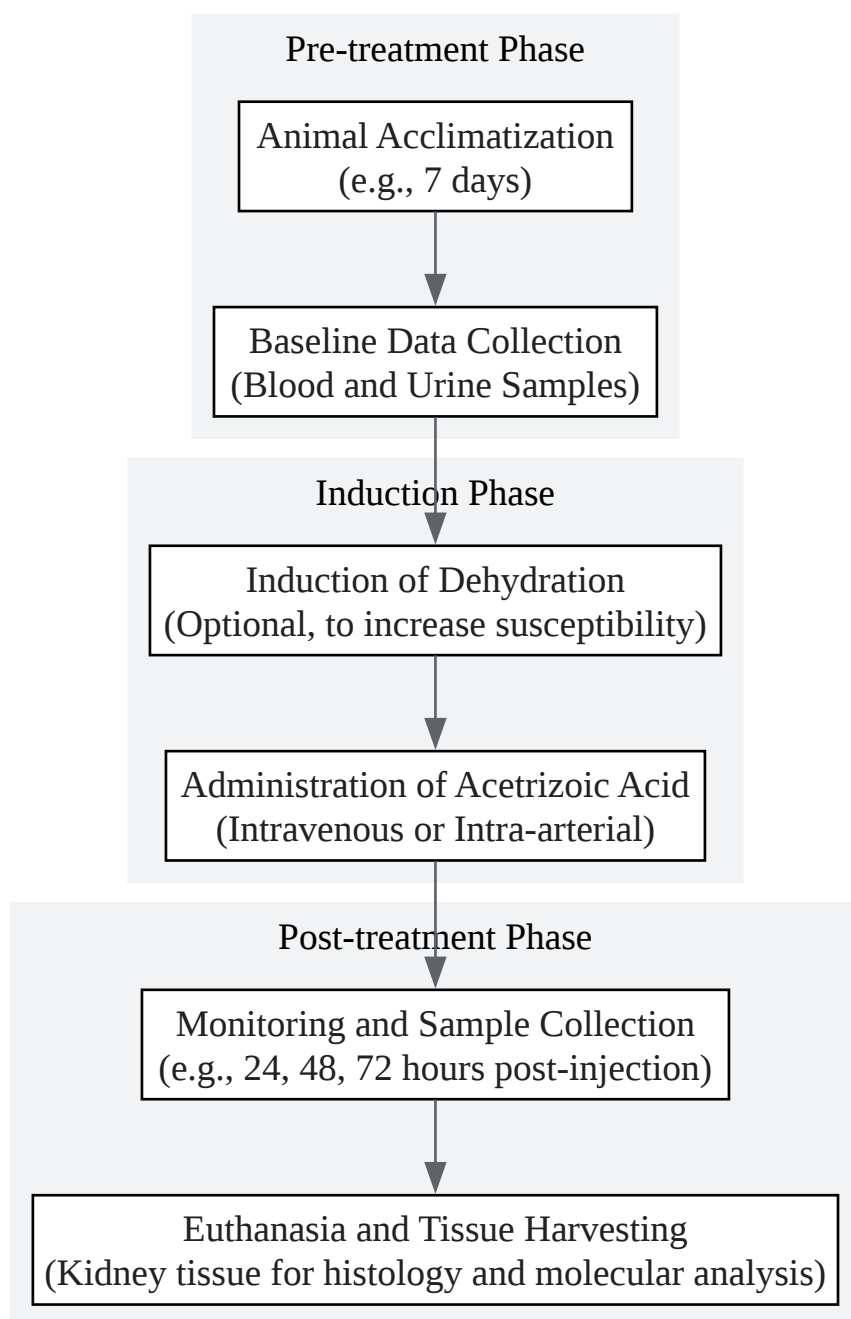 Pre-treatment Phase
Animal Acclimatization
(e.g., 7 days)
Baseline Data Collection
(Blood and Urine Samples)
Induction Phase
Induction of Dehydration
(Optional, to increase susceptibility)
Administration of Acetrizoic Acid
(Intravenous or Intra-arterial)
Post-treatment Phase
Monitoring and Sample Collection
(e.g., 24, 48, 72 hours post-injection)
Euthanasia and Tissue Harvesting
(Kidney tissue for histology and molecular analysis)